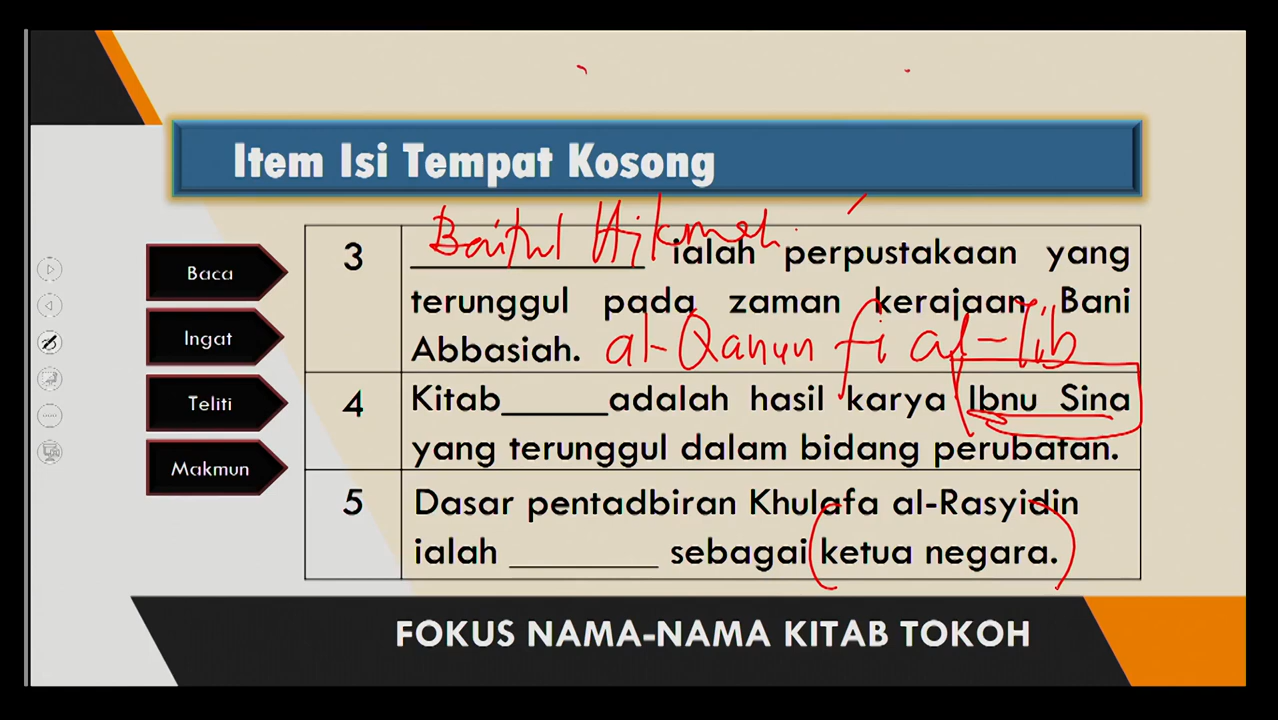 Item Isi Tempat Kosong
Baca
Ingat
Teliti
Makmun
3
Baitul Hikmah
____________ ialah perpustakaan yang
terunggul pada zaman kerajaan Bani
Abbasiah. al-Qanun fi al-Tib
4
Kitab______adalah hasil karya Ibnu Sina
yang terunggul dalam bidang perubatan.
5
Dasar pentadbiran Khulafa al-Rasyidin
ialah ________ sebagai (ketua negara.)
FOKUS NAMA-NAMA KITAB TOKOH